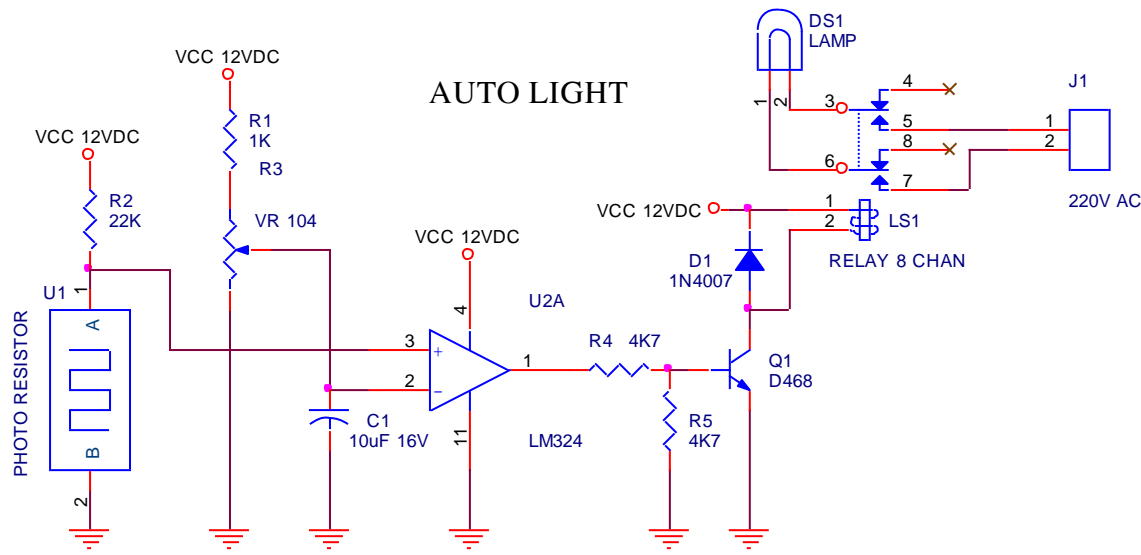 DS1
LAMP
VCC 12VDC
VCC 12VDC
AUTO LIGHT
1
2
3
4
5
6
8
7
J1
1
2
220V AC
R1
1K
R3
VR 104
R2
22K
VCC 12VDC
VCC 12VDC
1
2
LS1
RELAY 8 CHAN
D1
1N4007
U1
1
A
B
2
PHOTO RESISTOR
4
U2A
3
+
2
-
1
11
LM324
C1
10uF 16V
R4 4K7
R5
4K7
Q1
D468